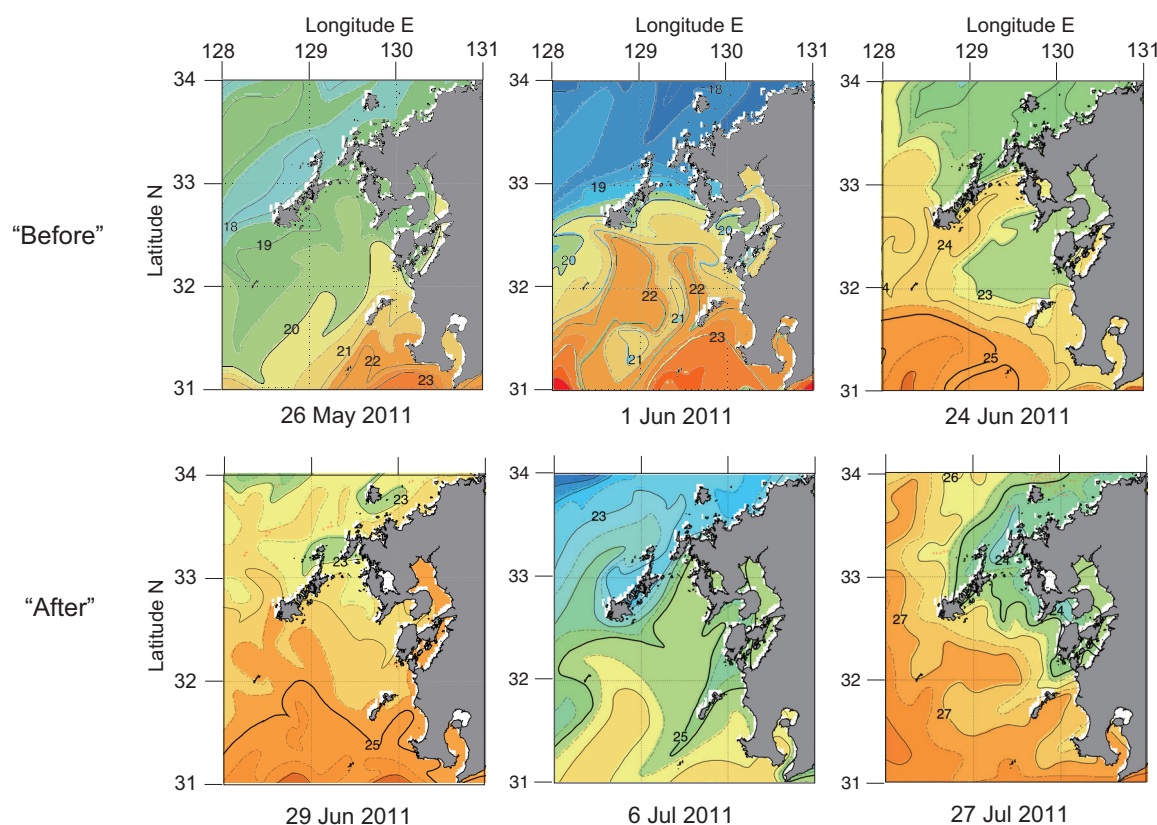 Longitude E Longitude E Longitude E
128 129 130 131 128 129 130 131 128 129 130 131
"Before"
Latitude N
34 33 32 31
18 19 20 21 22 23
34 33 32 31
18 19 20 20 22 22 21 21 23
34 33 32 31
24 4 23 25
26 May 2011 1 Jun 2011 24 Jun 2011
"After"
Latitude N
34 33 32 31
23 23 25
34 33 32 31
23 25
34 33 32 31
26 24 24 27 27
29 Jun 2011 6 Jul 2011 27 Jul 2011